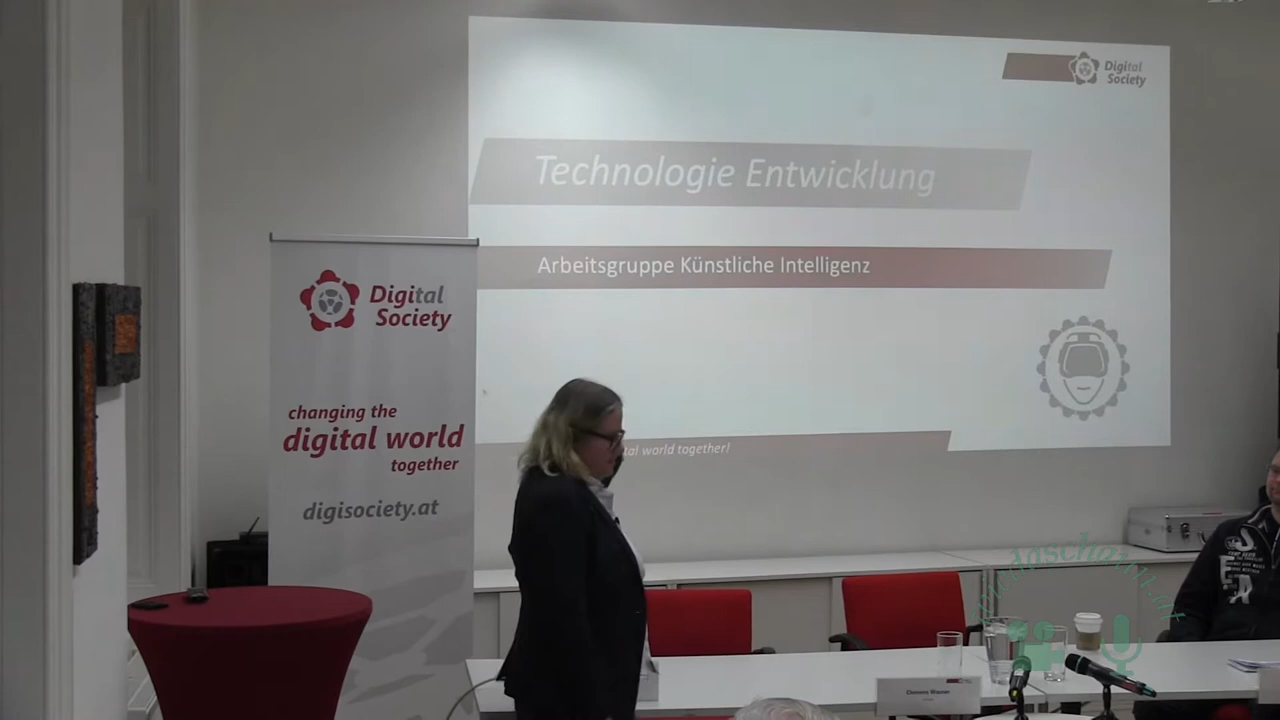 Digital
Society
Technologie Entwicklung
Arbeitsgruppe Künstliche Intelligenz
tal world together!
Digital
Society
changing the
digital world
together
digisociety.at